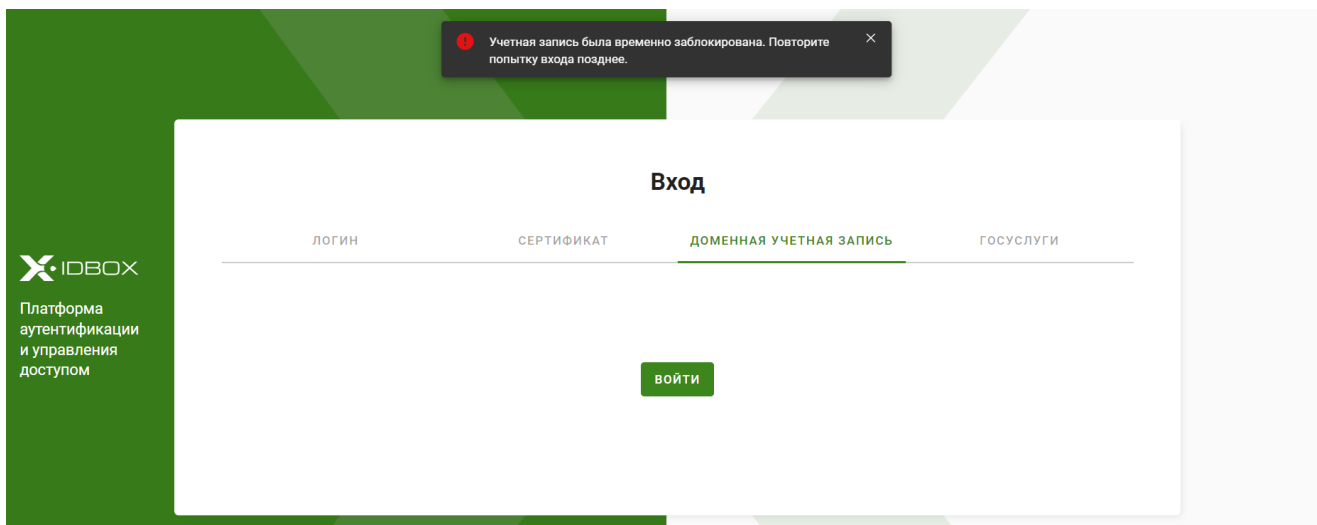 Учетная запись была временно заблокирована. Повторите
попытку входа позднее.
Вход
ЛОГИН
СЕРТИФИКАТ
ДОМЕННАЯ УЧЕТНАЯ ЗАПИСЬ
ГОСУСЛУГИ
IDBOX
Платформа
аутентификации
и управления
доступом
ВОЙТИ